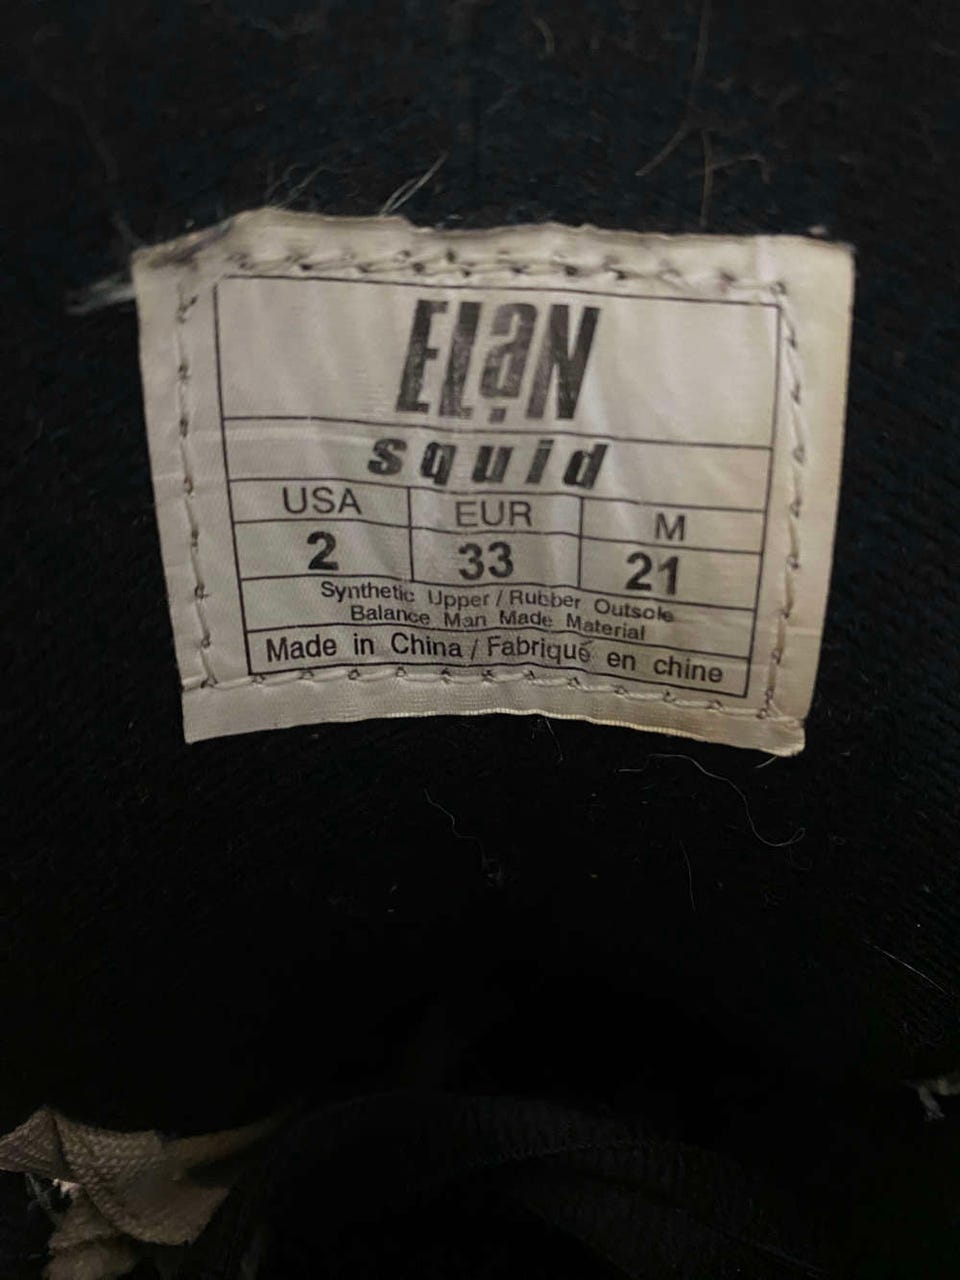 ELaN
squid
USA EUR M
2 33 21
Synthetic Upper / Rubber Outsole
Balance Man Made Material
Made in China / Fabriqué en chine